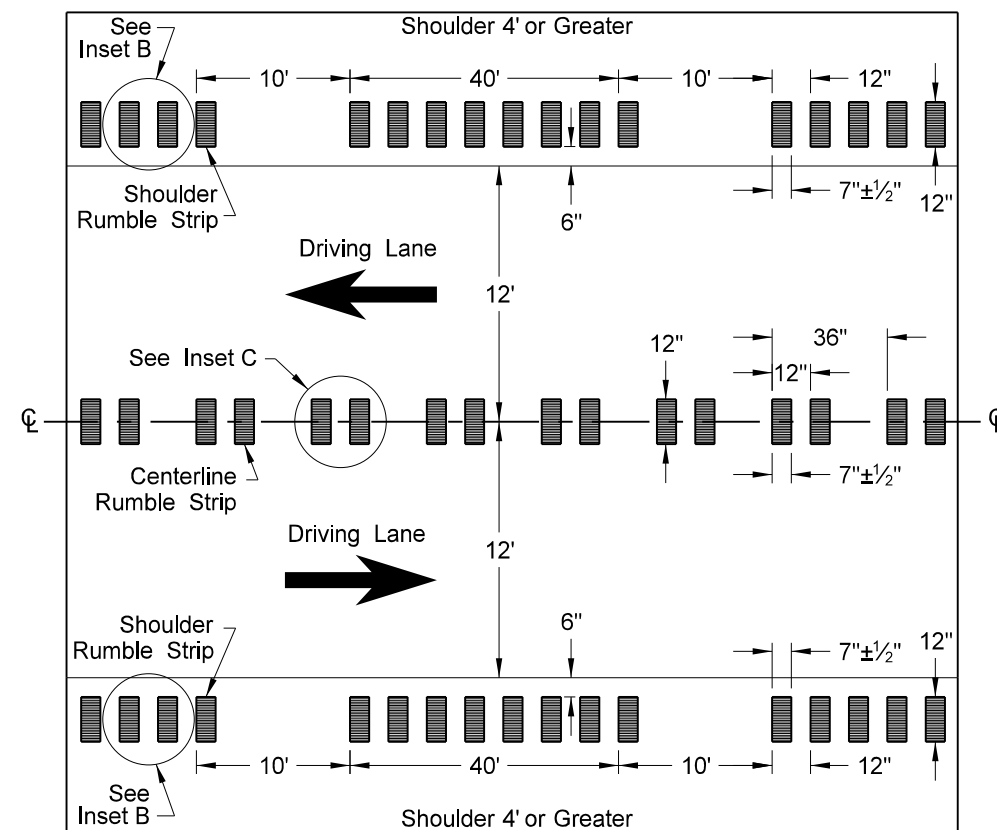 See
Inset B
Shoulder 4' or Greater
10'
40'
10'
12"
Shoulder
Rumble Strip
6"
7"±½"
12"
Driving Lane
12'
See Inset C
12"
36"
12"
℄
℄
Centerline
Rumble Strip
7"±½"
Driving Lane
12'
Shoulder
Rumble Strip
6"
7"±½"
12"
10'
40'
10'
12"
See
Inset B
Shoulder 4' or Greater